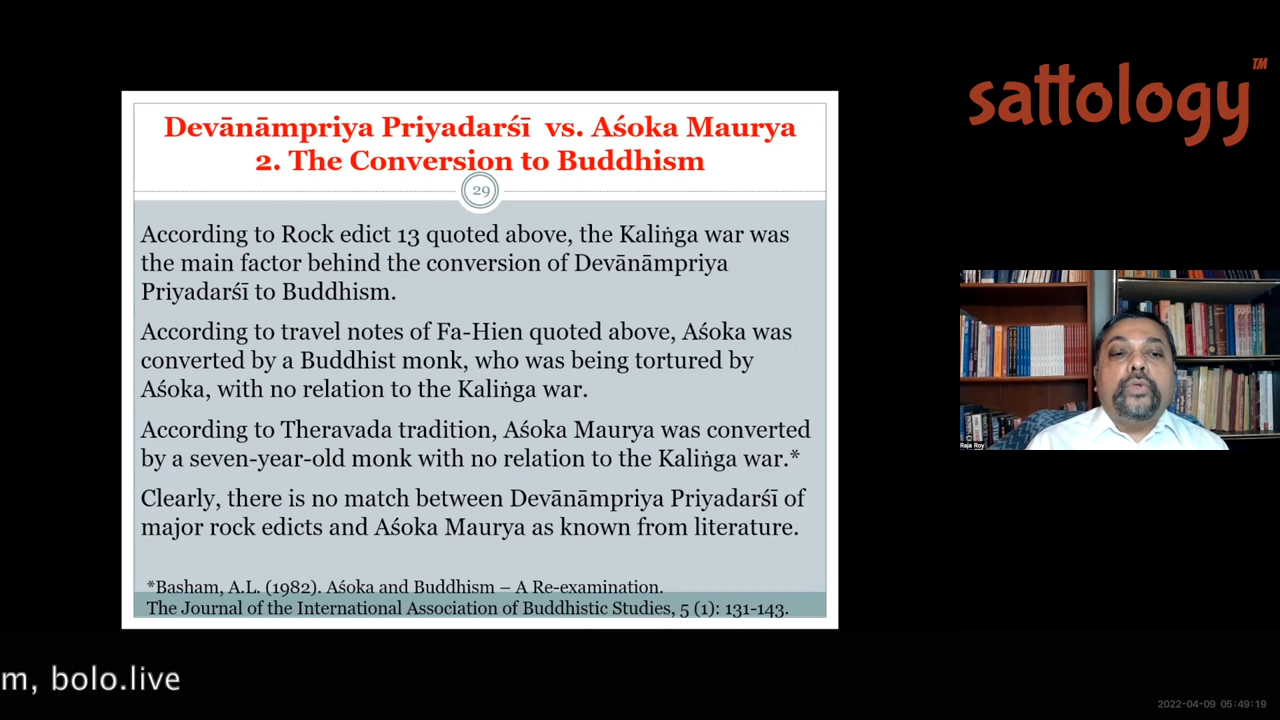 sattology™
Devānāmpriya Priyadarśī vs. Aśoka Maurya
2. The Conversion to Buddhism
29
According to Rock edict 13 quoted above, the Kaliṅga war was
the main factor behind the conversion of Devānāmpriya
Priyadarśī to Buddhism.
According to travel notes of Fa-Hien quoted above, Aśoka was
converted by a Buddhist monk, who was being tortured by
Aśoka, with no relation to the Kaliṅga war.
According to Theravada tradition, Aśoka Maurya was converted
by a seven-year-old monk with no relation to the Kaliṅga war.*
Clearly, there is no match between Devānāmpriya Priyadarśī of
major rock edicts and Aśoka Maurya as known from literature.
*Basham, A.L. (1982). Aśoka and Buddhism – A Re-examination.
The Journal of the International Association of Buddhistic Studies, 5 (1): 131-143.
Raja Roy
m, bolo.live
2022-04-09 05:49:19